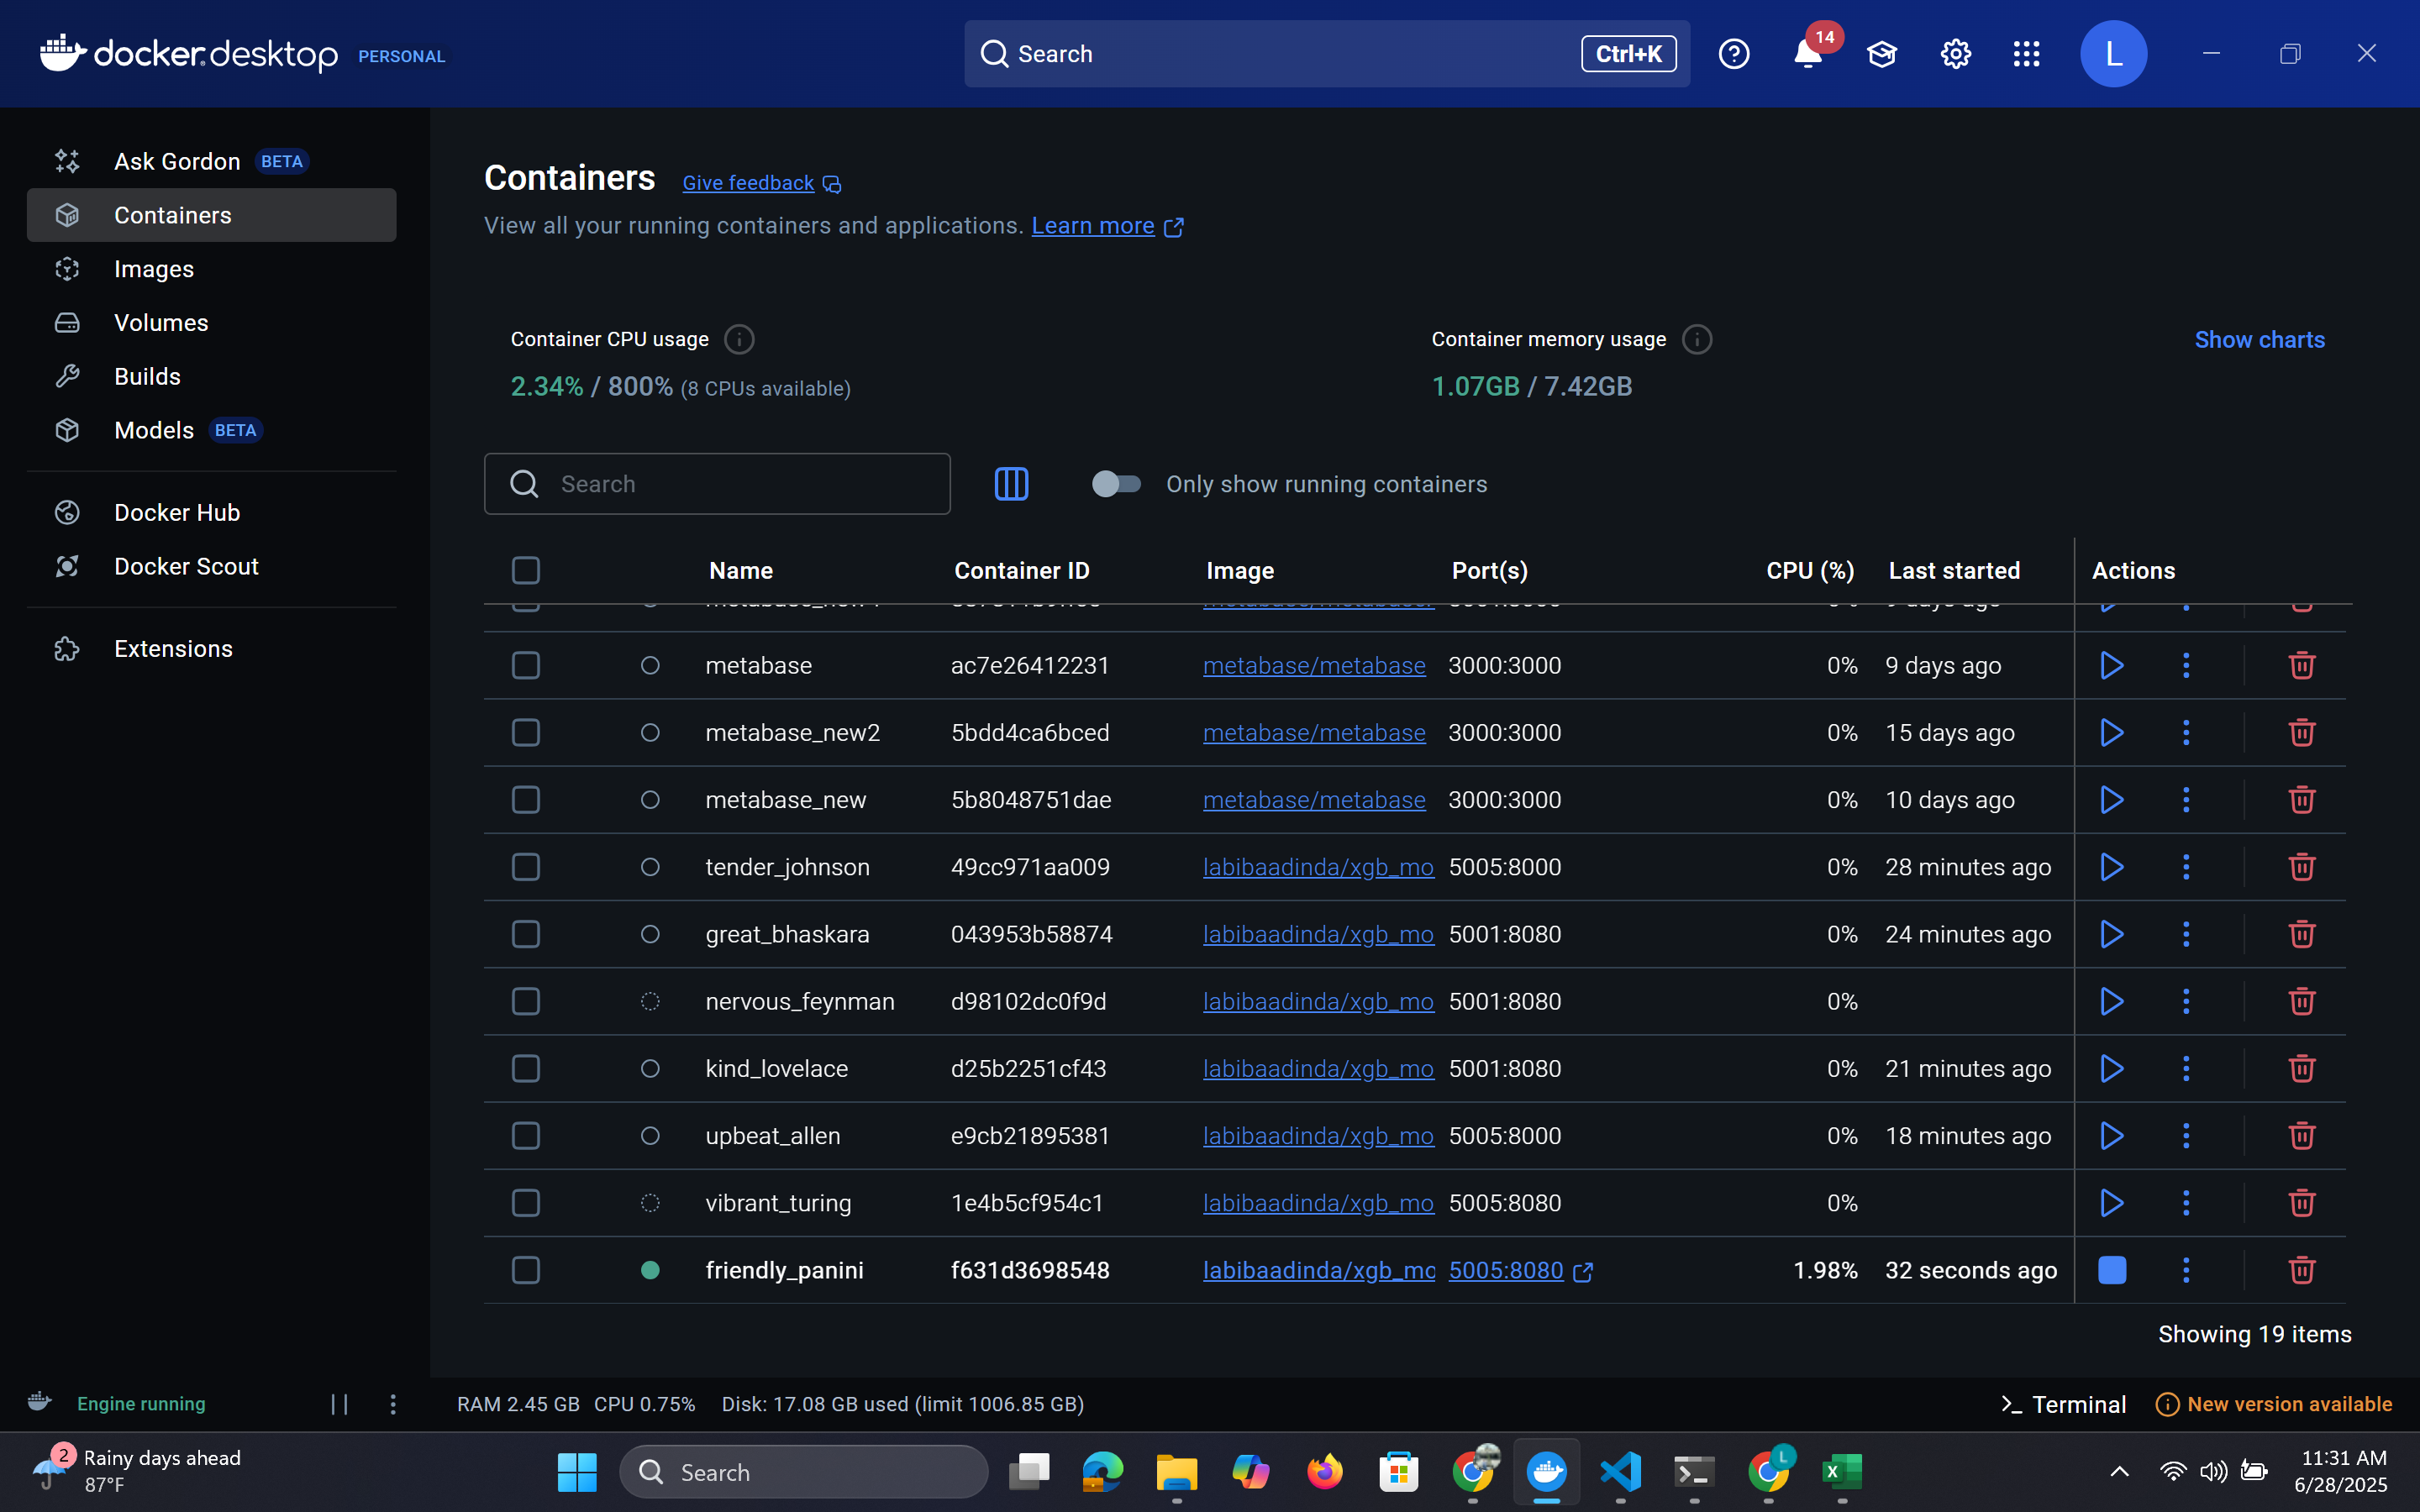 docker.desktop PERSONAL
Search Ctrl+K
14
L
Ask Gordon BETA
Containers
Images
Volumes
Builds
Models BETA
Docker Hub
Docker Scout
Extensions
Containers Give feedback
View all your running containers and applications. Learn more
Container CPU usage
2.34% / 800% (8 CPUs available)
Container memory usage
1.07GB / 7.42GB
Show charts
Search
Only show running containers
Name Container ID Image Port(s) CPU (%) Last started Actions
metabase ac7e26412231 metabase/metabase 3000:3000 0% 9 days ago
metabase_new2 5bdd4ca6bced metabase/metabase 3000:3000 0% 15 days ago
metabase_new 5b8048751dae metabase/metabase 3000:3000 0% 10 days ago
tender_johnson 49cc971aa009 labibaadinda/xgb_mo 5005:8000 0% 28 minutes ago
great_bhaskara 043953b58874 labibaadinda/xgb_mo 5001:8080 0% 24 minutes ago
nervous_feynman d98102dc0f9d labibaadinda/xgb_mo 5001:8080 0%
kind_lovelace d25b2251cf43 labibaadinda/xgb_mo 5001:8080 0% 21 minutes ago
upbeat_allen e9cb21895381 labibaadinda/xgb_mo 5005:8000 0% 18 minutes ago
vibrant_turing 1e4b5cf954c1 labibaadinda/xgb_mo 5005:8080 0%
friendly_panini f631d3698548 labibaadinda/xgb_mo 5005:8080 1.98% 32 seconds ago
Showing 19 items
Engine running
RAM 2.45 GB CPU 0.75% Disk: 17.08 GB used (limit 1006.85 GB)
Terminal
New version available
2
Rainy days ahead
87°F
Search
L
11:31 AM
6/28/2025